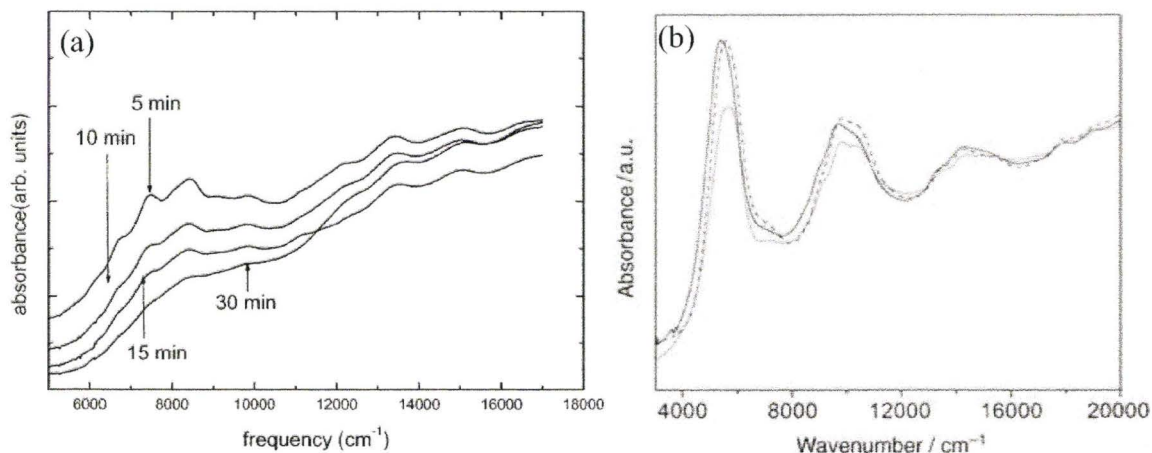 (a)
5 min
10 min
15 min
30 min
absorbance(arb. units)
6000 8000 10000 12000 14000 16000 18000
frequency (cm⁻¹)
(b)
Absorbance / a.u.
4000 8000 12000 16000 20000
Wavenumber / cm⁻¹